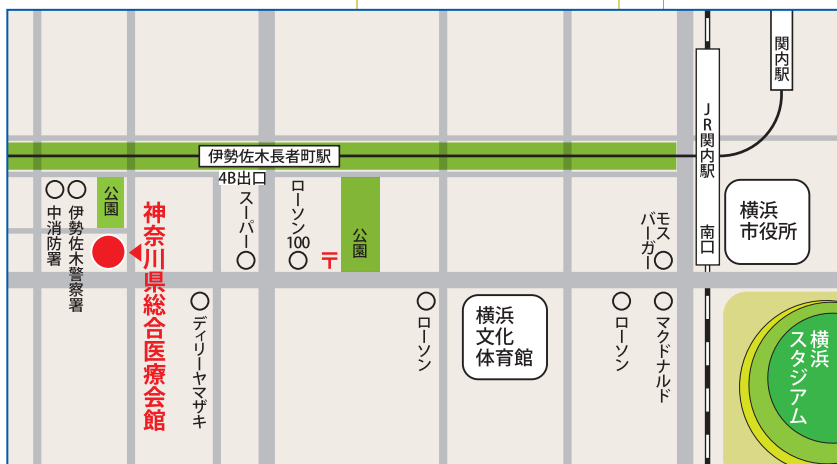 関内駅
JR関内駅
南口
伊勢佐木長者町駅
4B出口
中消防署
伊勢佐木警察署
公園
神奈川県総合医療会館
スーパー
ローソン
100
〒
公園
モス
バーガー
横浜
市役所
デイリーヤマザキ
ローソン
横浜
文化
体育館
ローソン
マクドナルド
横浜
スタジアム